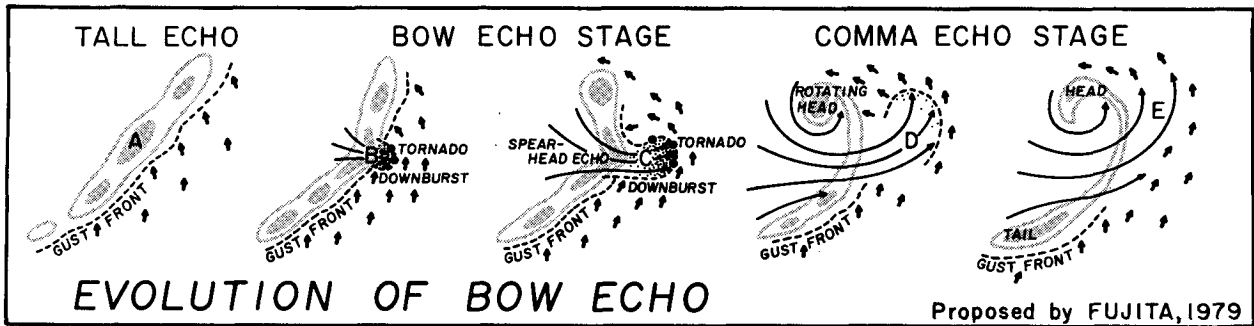 TALL ECHO
BOW ECHO STAGE
COMMA ECHO STAGE
A
GUST FRONT
B
TORNADO
DOWNBURST
GUST FRONT
SPEAR-
HEAD ECHO
C
TORNADO
DOWNBURST
GUST FRONT
ROTATING
HEAD
D
GUST FRONT
HEAD
E
TAIL
GUST FRONT
EVOLUTION OF BOW ECHO
Proposed by FUJITA, 1979